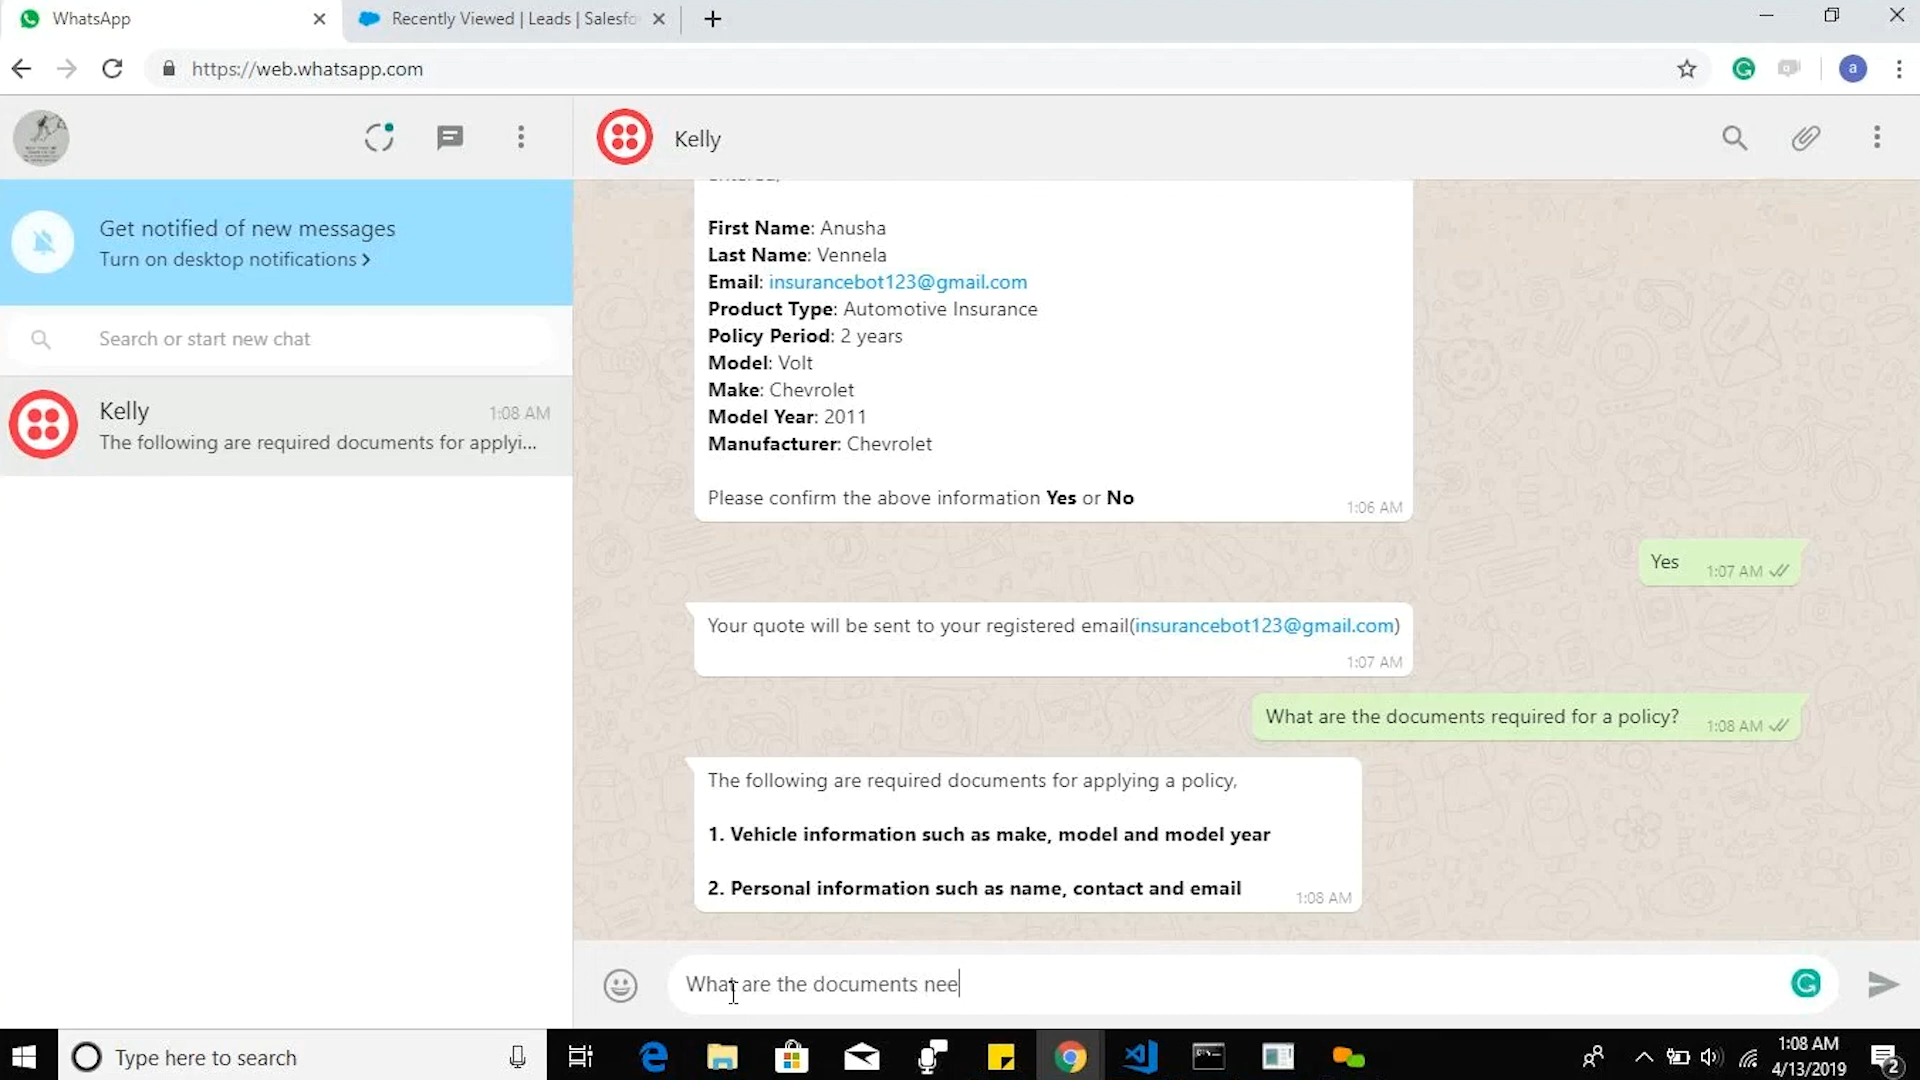 WhatsApp
Recently Viewed | Leads | Salesfo
https://web.whatsapp.com
a
Kelly
Get notified of new messages
Turn on desktop notifications >
Search or start new chat
Kelly
1:08 AM
The following are required documents for applyi...
First Name: Anusha
Last Name: Vennela
Email: insurancebot123@gmail.com
Product Type: Automotive Insurance
Policy Period: 2 years
Model: Volt
Make: Chevrolet
Model Year: 2011
Manufacturer: Chevrolet
Please confirm the above information Yes or No
1:06 AM
Yes
1:07 AM
Your quote will be sent to your registered email(insurancebot123@gmail.com)
1:07 AM
What are the documents required for a policy?
1:08 AM
The following are required documents for applying a policy,
1. Vehicle information such as make, model and model year
2. Personal information such as name, contact and email
1:08 AM
What are the documents nee
Type here to search
1:08 AM
4/13/2019
2